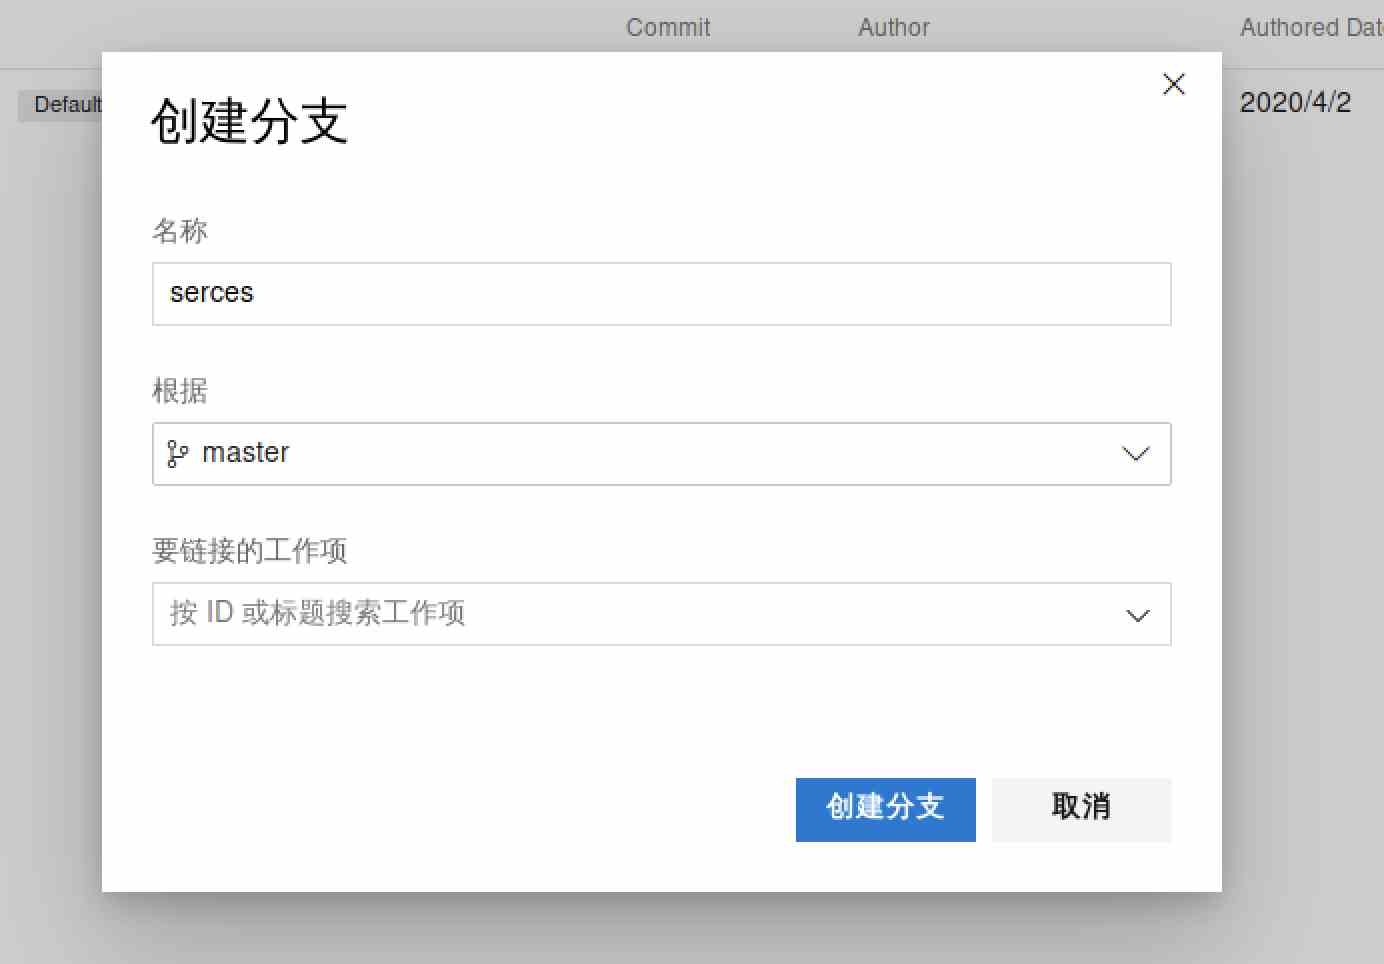 Commit Author Authored Dat
Default
2020/4/2
创建分支
名称
serces
根据
master
要链接的工作项
按 ID 或标题搜索工作项
创建分支 取消